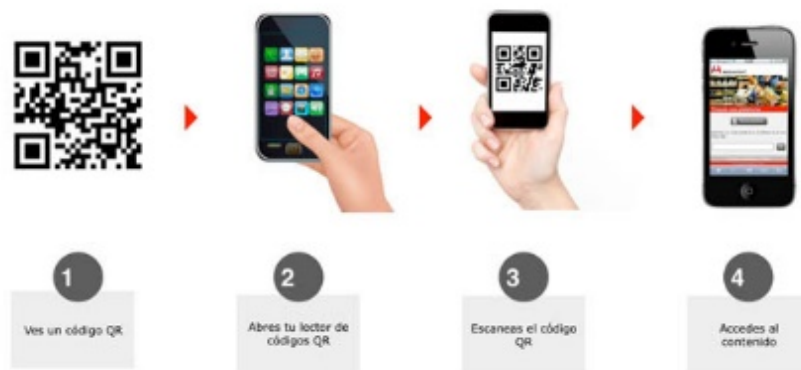 1
Ves un código QR
2
Abres tu lector de
códigos QR
3
Escaneas el código
QR
4
Accedes al
contenido